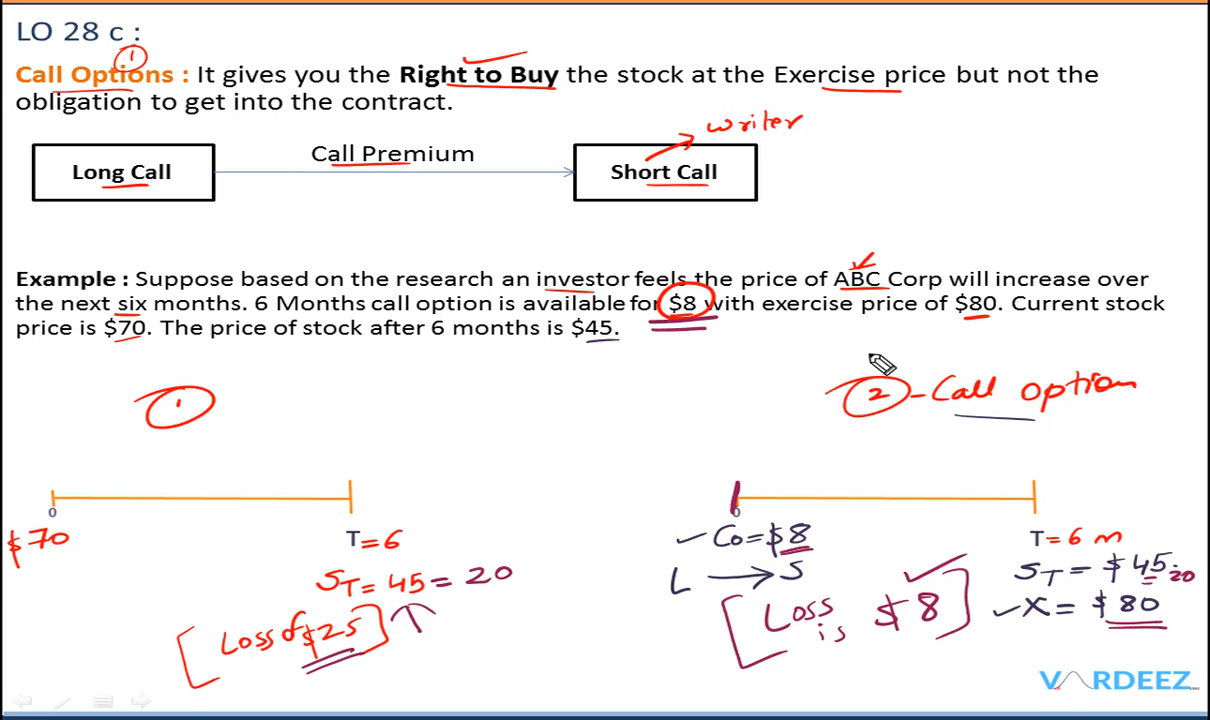 LO 28 c :
1
Call Options : It gives you the Right to Buy the stock at the Exercise price but not the
obligation to get into the contract.
writer
Long Call
Call Premium
Short Call
Example : Suppose based on the research an investor feels the price of ABC Corp will increase over
the next six months. 6 Months call option is available for $8 with exercise price of $80. Current stock
price is $70. The price of stock after 6 months is $45.
1
2 - Call option
0
$70
T = 6
ST = 45 = 20
Loss of $25
0
Co = $8
L → S
Loss is $8
T = 6 m
ST = $45 20
X = $80
VARDEEZ